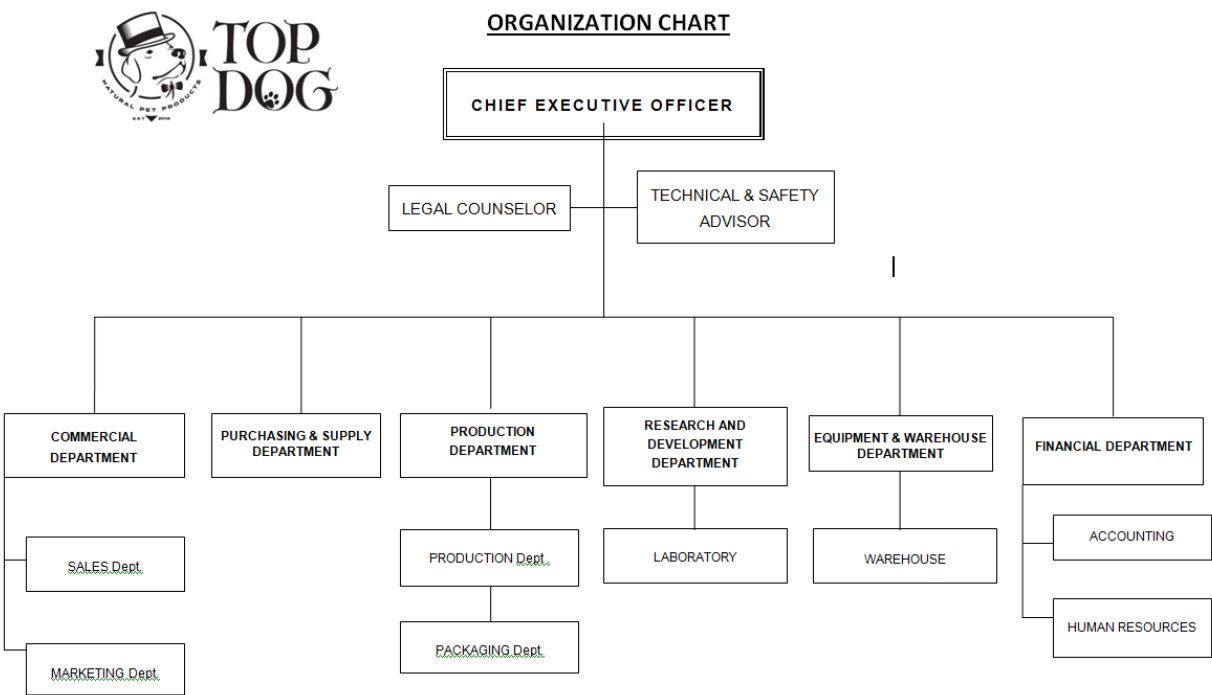 ORGANIZATION CHART
TOP
DOG
NATURAL PET PRODUCTS
EST 2012
CHIEF EXECUTIVE OFFICER
LEGAL COUNSELOR
TECHNICAL & SAFETY
ADVISOR
COMMERCIAL
DEPARTMENT
PURCHASING & SUPPLY
DEPARTMENT
PRODUCTION
DEPARTMENT
RESEARCH AND
DEVELOPMENT
DEPARTMENT
EQUIPMENT & WAREHOUSE
DEPARTMENT
FINANCIAL DEPARTMENT
SALES Dept.
MARKETING Dept.
PRODUCTION Dept.
PACKAGING Dept.
LABORATORY
WAREHOUSE
ACCOUNTING
HUMAN RESOURCES